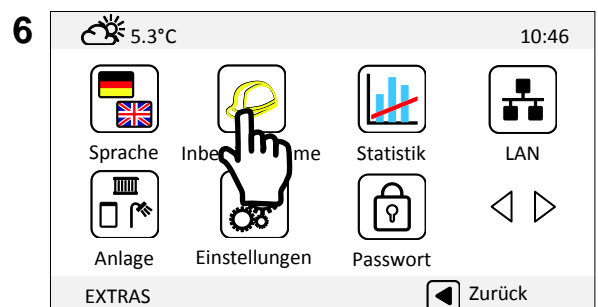 6
5.3°C 10:46
Sprache Statistik LAN
Anlage Einstellungen Passwort
EXTRAS Zurück